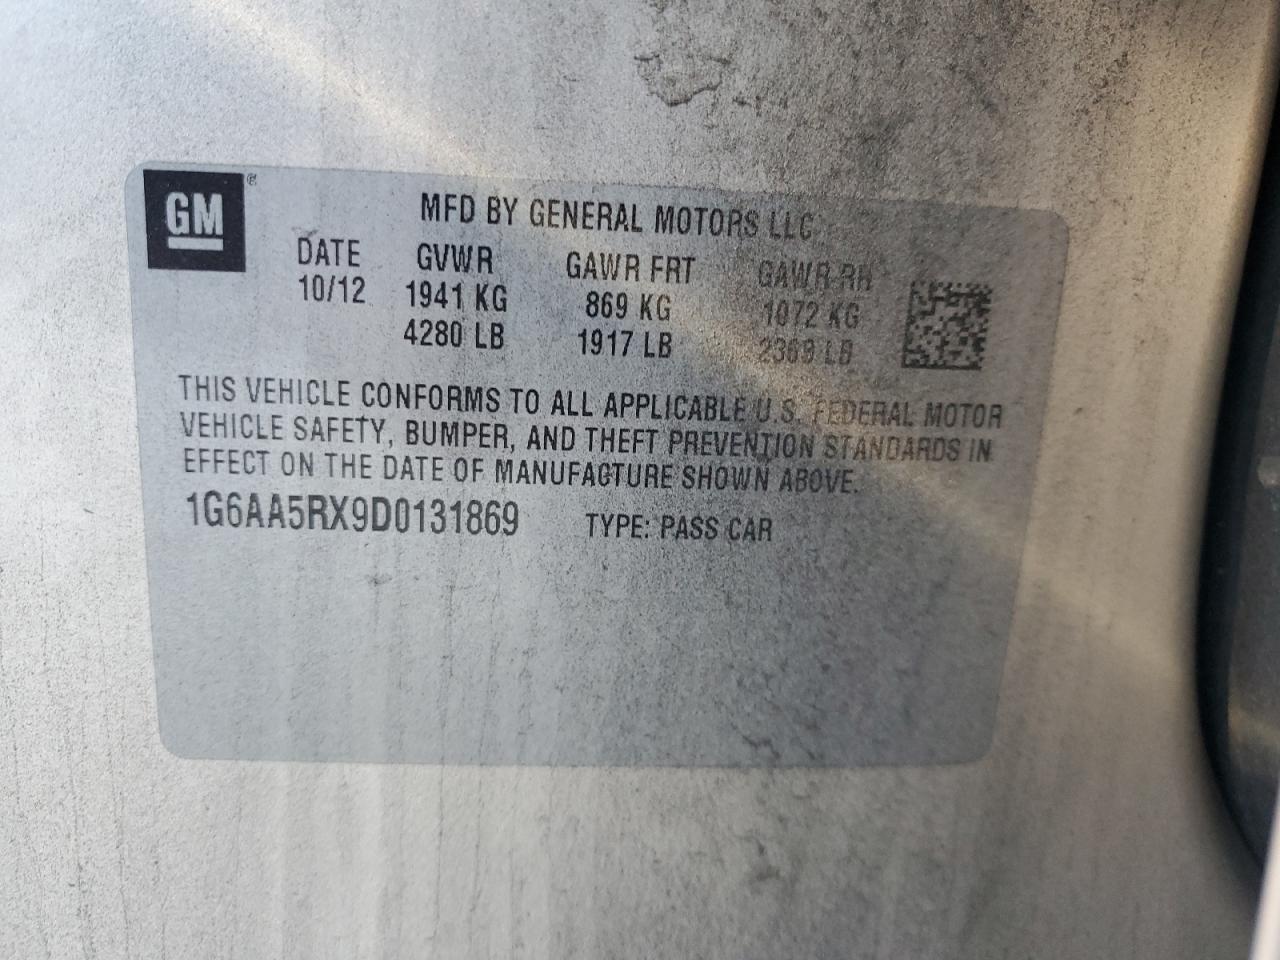 GM®
MFD BY GENERAL MOTORS LLC
DATE GVWR GAWR FRT GAWR RR
10/12 1941 KG 869 KG 1072 KG
4280 LB 1917 LB 2369 LB
THIS VEHICLE CONFORMS TO ALL APPLICABLE U.S. FEDERAL MOTOR
VEHICLE SAFETY, BUMPER, AND THEFT PREVENTION STANDARDS IN
EFFECT ON THE DATE OF MANUFACTURE SHOWN ABOVE.
1G6AA5RX9D0131869 TYPE: PASS CAR